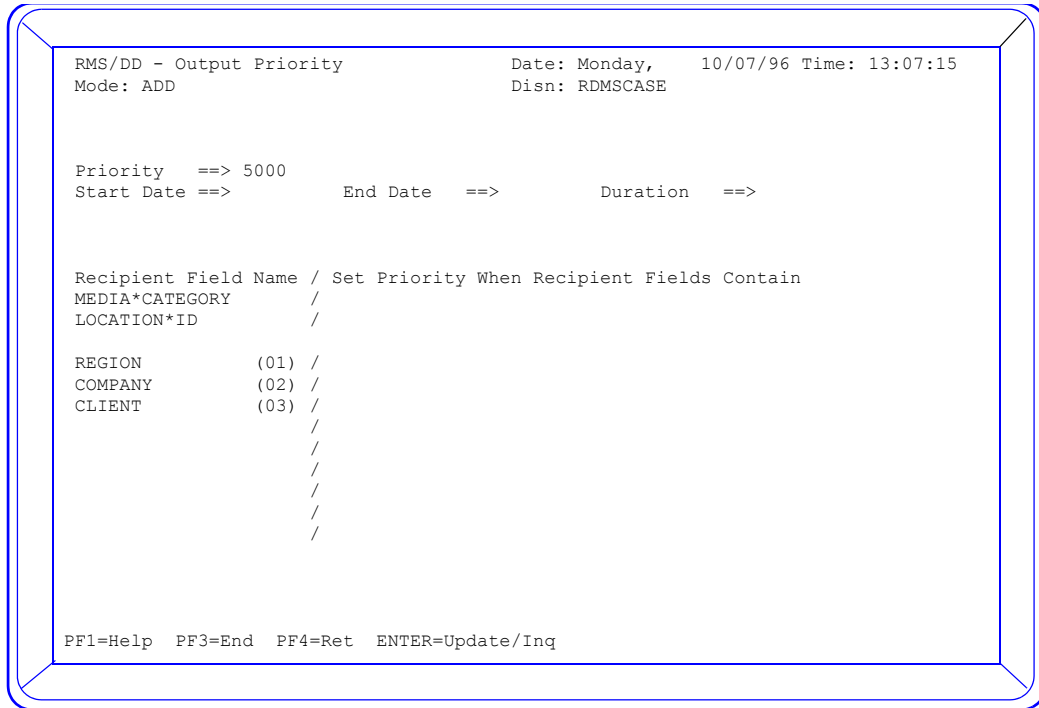 RMS/DD - Output Priority Date: Monday, 10/07/96 Time: 13:07:15
Mode: ADD Disn: RDMSCASE
Priority ==> 5000
Start Date ==> End Date ==> Duration ==>
Recipient Field Name / Set Priority When Recipient Fields Contain
MEDIA*CATEGORY /
LOCATION*ID /
REGION (01) /
COMPANY (02) /
CLIENT (03) /
/
/
/
/
/
/
PF1=Help PF3=End PF4=Ret ENTER=Update/Inq